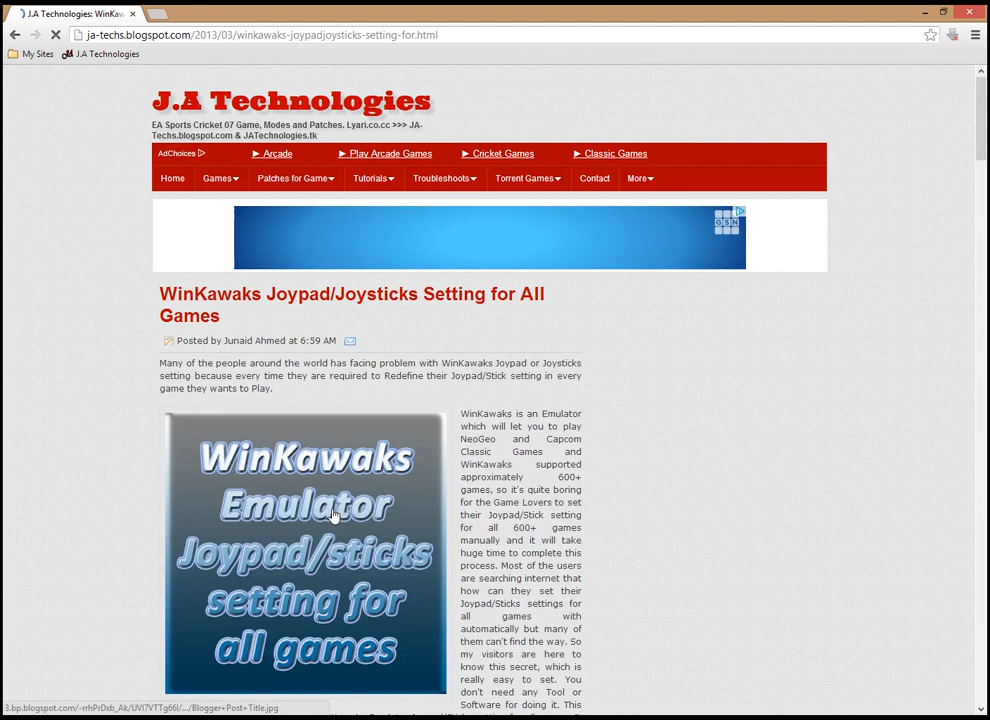 J.A Technologies: WinKaw
ja-techs.blogspot.com/2013/03/winkawaks-joypadjoysticks-setting-for.html
My Sites
J.A Technologies
J.A Technologies
EA Sports Cricket 07 Game, Modes and Patches. Lyari.co.cc >>> JA-
Techs.blogspot.com & JATechnologies.tk
AdChoices ► Arcade ► Play Arcade Games ► Cricket Games ► Classic Games
Home Games Patches for Game Tutorials Troubleshoots Torrent Games Contact More
GSN
WinKawaks Joypad/Joysticks Setting for All
Games
Posted by Junaid Ahmed at 6:59 AM
Many of the people around the world has facing problem with WinKawaks Joypad or Joysticks
setting because every time they are required to Redefine their Joypad/Stick setting in every
game they wants to Play.
WinKawaks
Emulator
Joypad/sticks
setting for
all games
WinKawaks is an Emulator
which will let you to play
NeoGeo and Capcom
Classic Games and
WinKawaks supported
approximately 600+
games, so it's quite boring
for the Game Lovers to set
their Joypad/Stick setting
for all 600+ games
manually and it will take
huge time to complete this
process. Most of the users
are searching internet that
how can they set their
Joypad/Sticks settings for
all games with
automatically but many of
them can't find the way. So
my visitors are here to
know this secret, which is
really easy to set. You
don't need any Tool or
Software for doing it. This